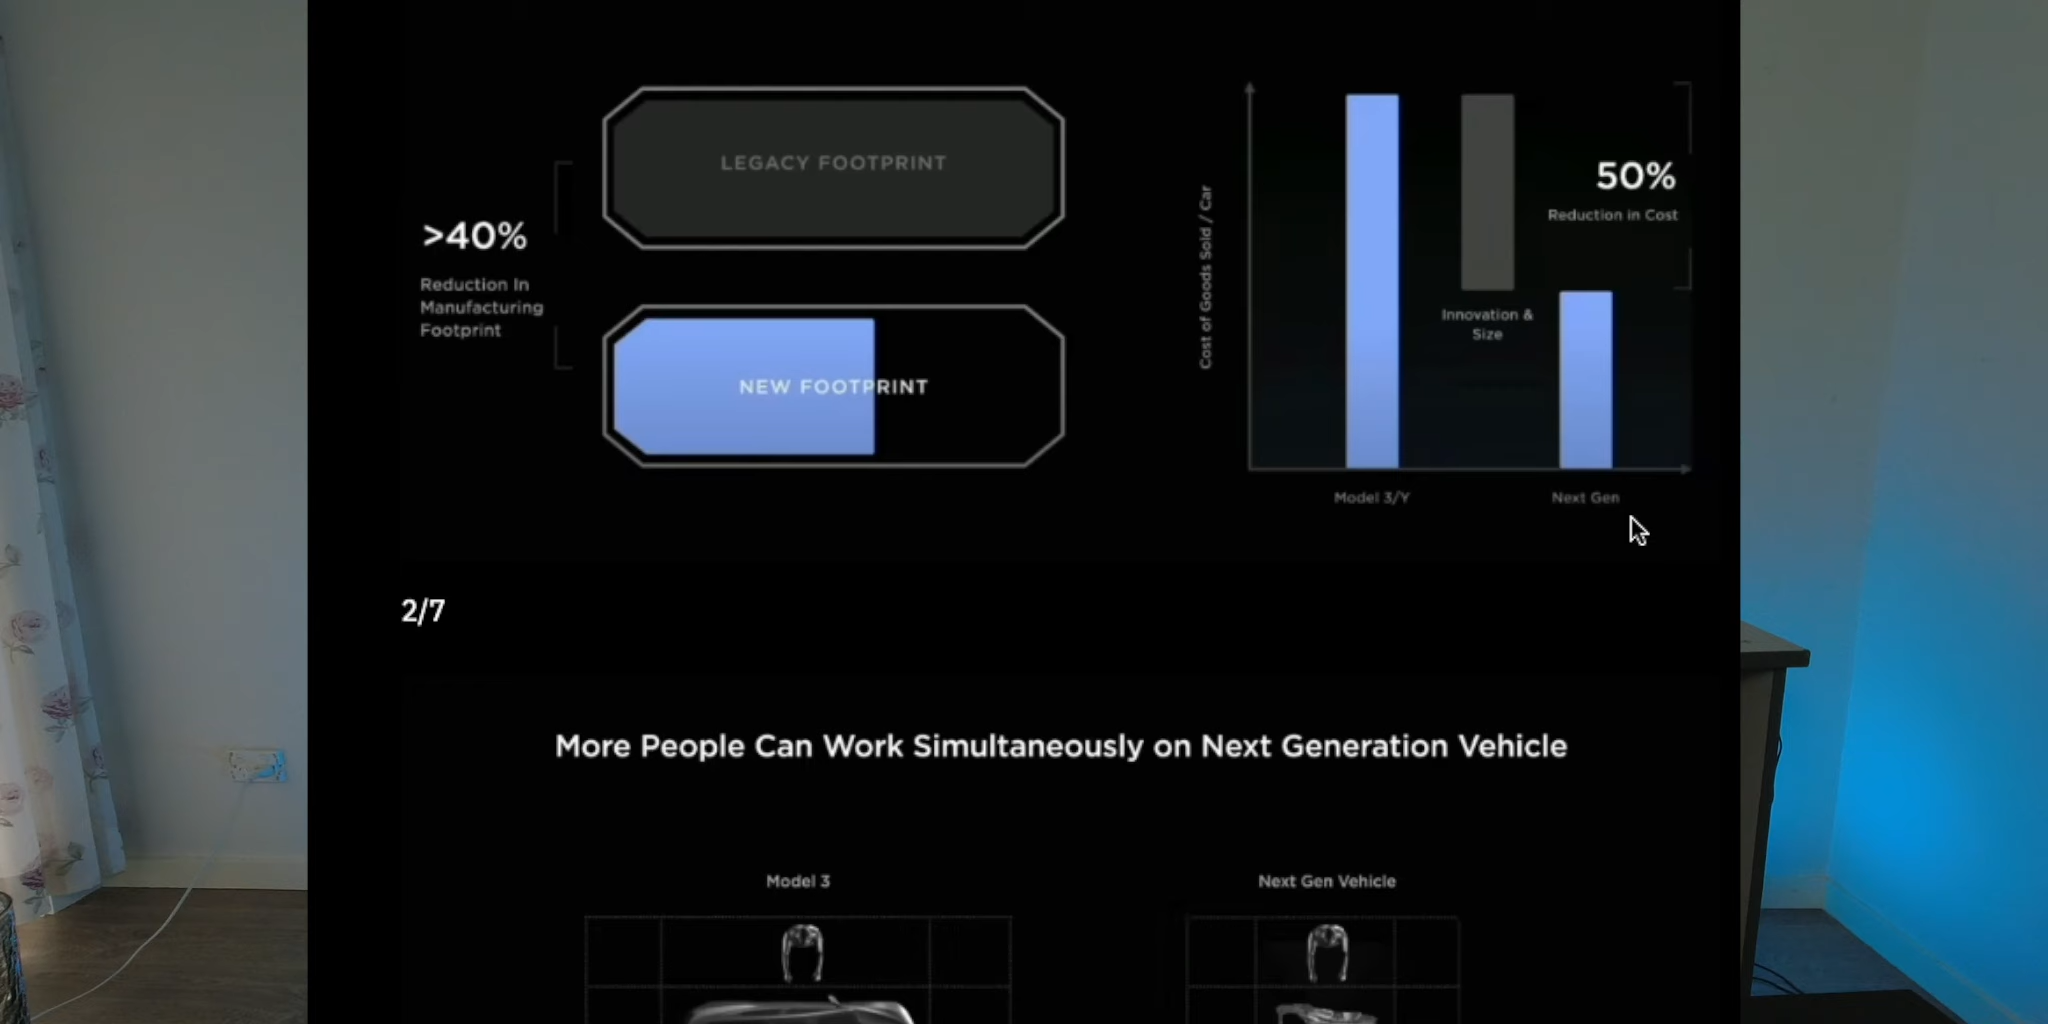 LEGACY FOOTPRINT
>40%
Reduction In
Manufacturing
Footprint
NEW FOOTPRINT
Cost of Goods Sold / Car
50%
Reduction in Cost
Innovation &
Size
Model 3/Y
Next Gen
2/7
More People Can Work Simultaneously on Next Generation Vehicle
Model 3
Next Gen Vehicle